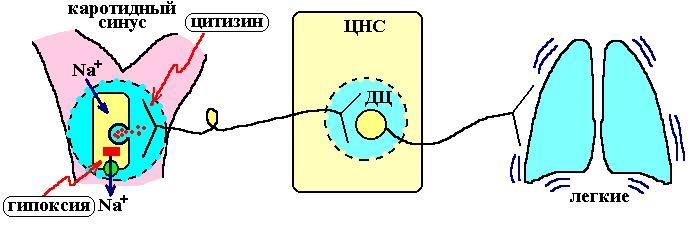 каротидный
синус
цитизин
ЦНС
Na⁺
ДЦ
гипоксия
Na⁺
легкие